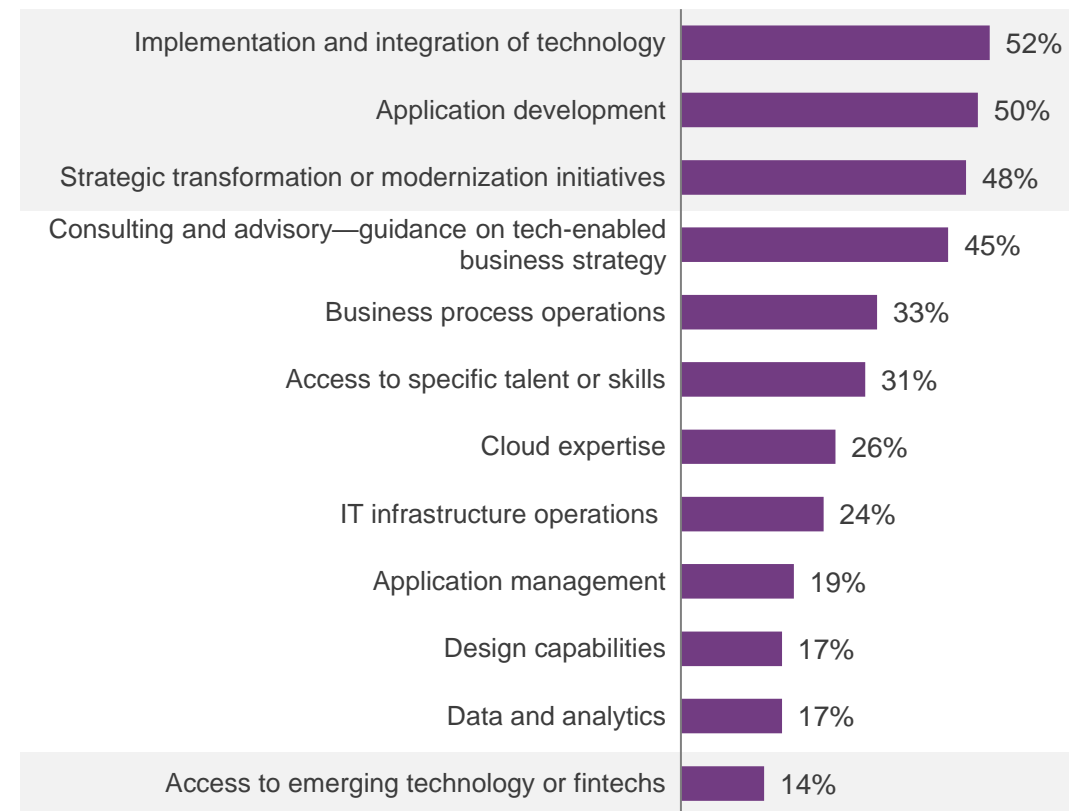 Implementation and integration of technology 52%
Application development 50%
Strategic transformation or modernization initiatives 48%
Consulting and advisory—guidance on tech-enabled
business strategy 45%
Business process operations 33%
Access to specific talent or skills 31%
Cloud expertise 26%
IT infrastructure operations 24%
Application management 19%
Design capabilities 17%
Data and analytics 17%
Access to emerging technology or fintechs 14%